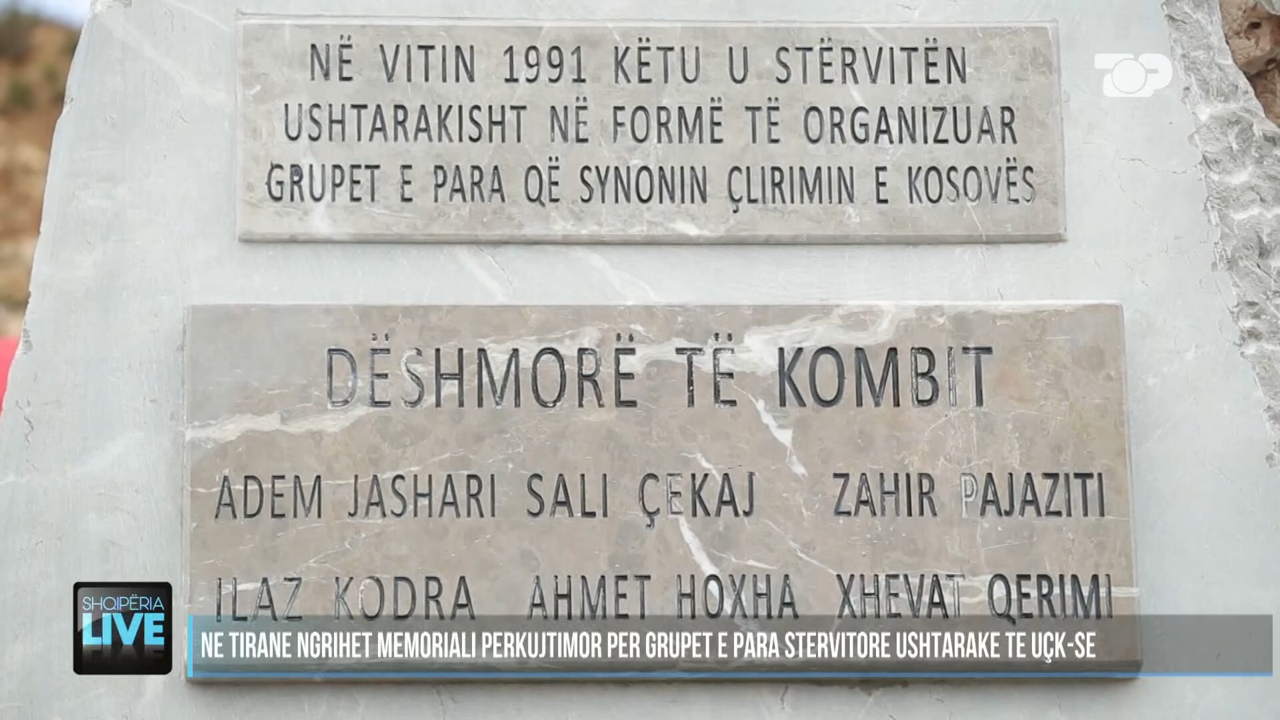 NË VITIN 1991 KËTU U STËRVITËN
USHTARAKISHT NË FORMË TË ORGANIZUAR
GRUPET E PARA QË SYNONIN ÇLIRIMIN E KOSOVËS
TOP
DËSHMORË TË KOMBIT
ADEM JASHARI SALI ÇEKAJ ZAHIR PAJAZITI
ILAZ KODRA AHMET HOXHA XHEVAT QERIMI
SHQIPËRIA
LIVE
NE TIRANE NGRIHET MEMORIALI PERKUJTIMOR PER GRUPET E PARA STERVITORE USHTARAKE TE UÇK-SE